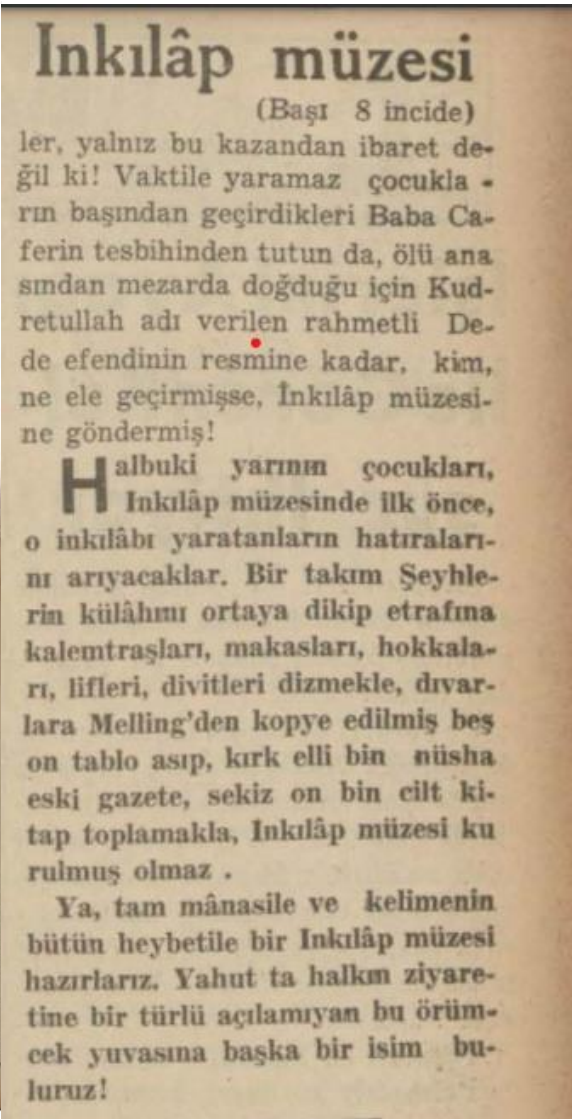 Inkılâp müzesi
(Başı 8 incide)
ler, yalnız bu kazandan ibaret de-
ğil ki! Vaktile yaramaz çocukla -
rın başından geçirdikleri Baba Ca-
ferin tesbihinden tutun da, ölü ana
sından mezarda doğduğu için Kud-
retullah adı verilen rahmetli De-
de efendinin resmine kadar, kim,
ne ele geçirmişse, İnkılâp müzesi-
ne göndermiş!
Halbuki yarının çocukları,
Inkılâp müzesinde ilk önce,
o inkılâbı yaratanların hatıraları-
nı arıyacaklar. Bir takım Şeyhle-
rin külâhını ortaya dikip etrafına
kalemtraşları, makasları, hokkala-
rı, lifleri, divitleri dizmekle, dıvar-
lara Melling'den kopye edilmiş beş
on tablo asıp, kırk elli bin nüsha
eski gazete, sekiz on bin cilt ki-
tap toplamakla, Inkılâp müzesi ku
rulmuş olmaz .
Ya, tam mânasile ve kelimenin
bütün heybetile bir Inkılâp müzesi
hazırlarız. Yahut ta halkın ziyare-
tine bir türlü açılamıyan bu örüm-
cek yuvasına başka bir isim bu-
luruz!